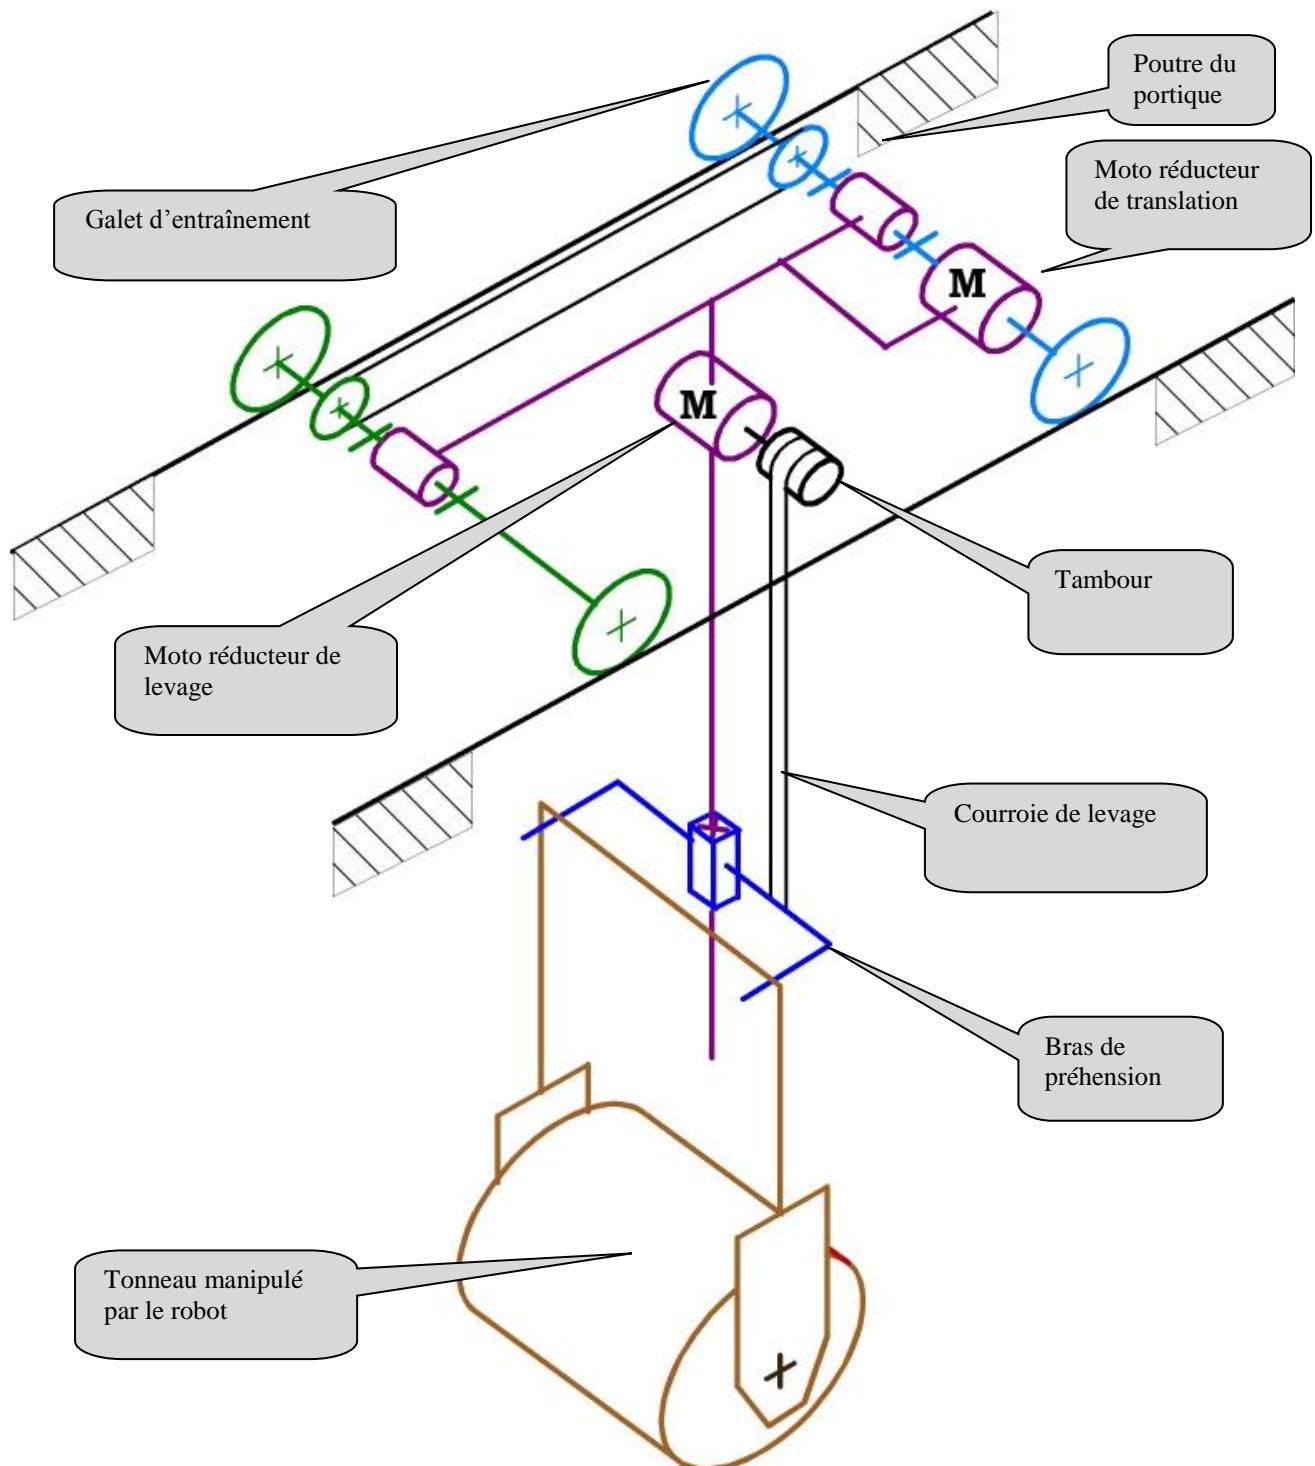 Poutre du
portique
Moto réducteur
de translation
Galet d’entraînement
M
M
Tambour
Moto réducteur de
levage
Courroie de levage
Bras de
préhension
Tonneau manipulé
par le robot